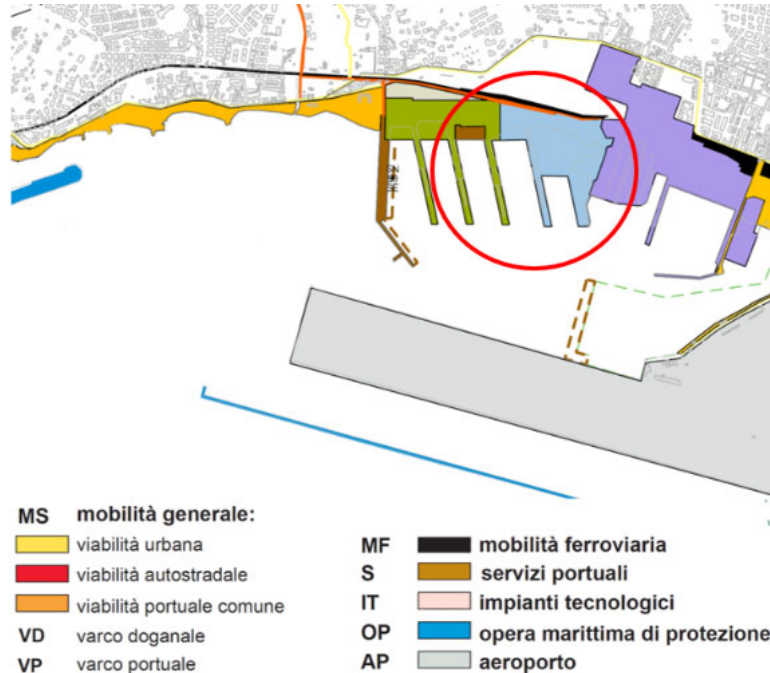 MS mobilità generale:
viabilità urbana
viabilità autostradale
viabilità portuale comune
VD varco doganale
VP varco portuale
MF mobilità ferroviaria
S servizi portuali
IT impianti tecnologici
OP opera marittima di protezione
AP aeroporto